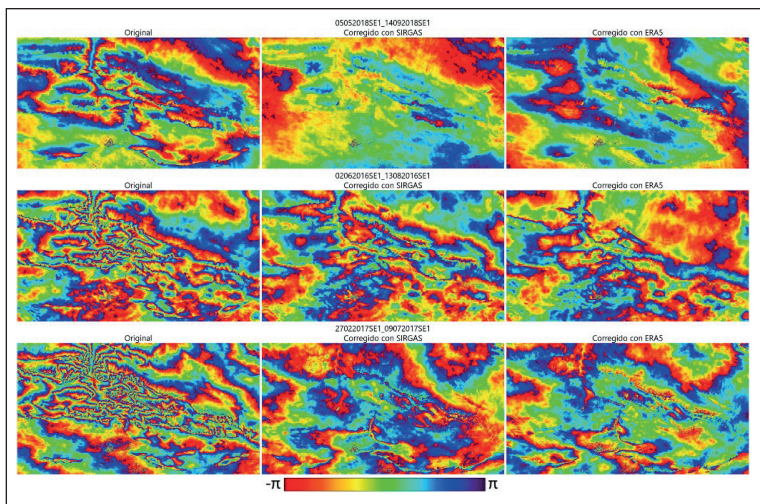 05052018SE1_14092018SE1
Original
Corregido con SIRGAS
Corregido con ERA5
02062016SE1_13082016SE1
Original
Corregido con SIRGAS
Corregido con ERA5
27022017SE1_09072017SE1
Original
Corregido con SIRGAS
Corregido con ERA5
-π
π